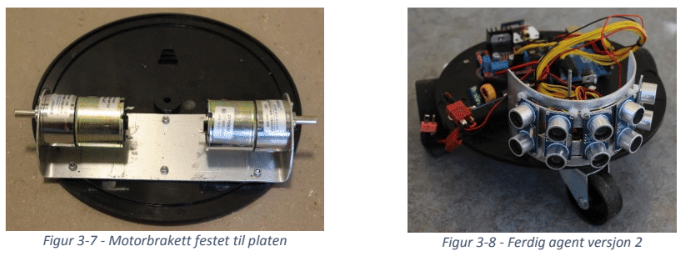 Figur 3-7 - Motorbrakett festet til platen
Figur 3-8 - Ferdig agent versjon 2